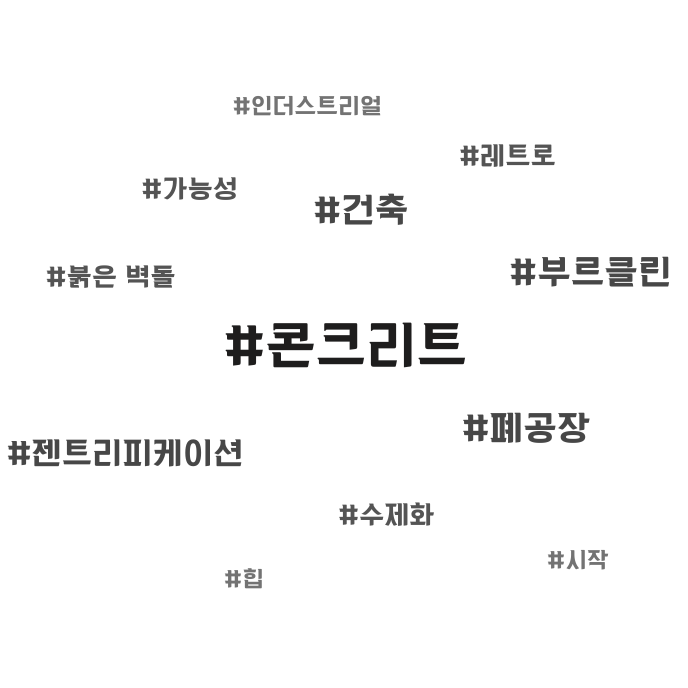 #인더스트리얼
#레트로
#가능성
#건축
#부르클린
#붉은 벽돌
#콘크리트
#폐공장
#젠트리피케이션
#수제화
#시작
#힙